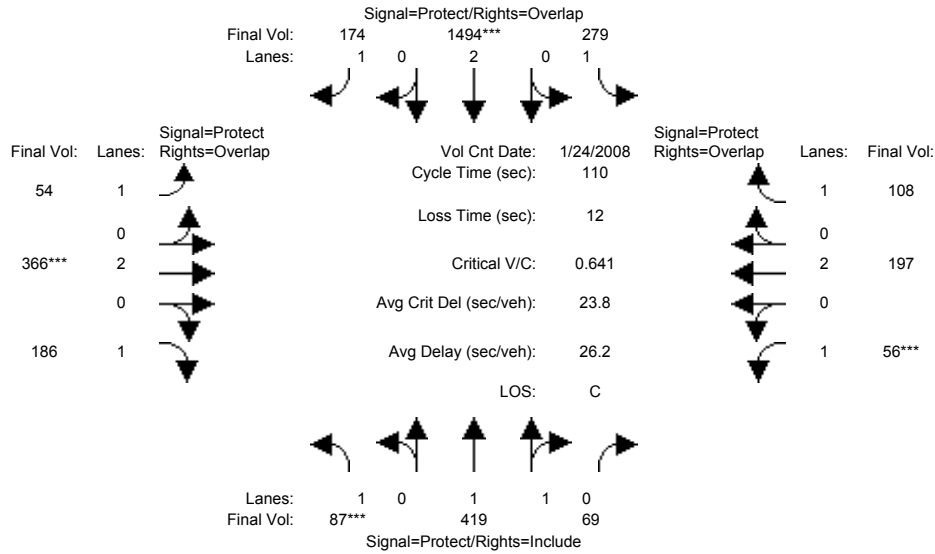 Signal=Protect/Rights=Overlap
Final Vol: 174 1494*** 279
Lanes: 1 0 2 0 1
Signal=Protect
Final Vol: Lanes: Rights=Overlap
Vol Cnt Date: 1/24/2008
Signal=Protect
Rights=Overlap Lanes: Final Vol:
Cycle Time (sec): 110
54 1
1 108
Loss Time (sec): 12
0
0
366*** 2
Critical V/C: 0.641
2 197
0
Avg Crit Del (sec/veh): 23.8
0
186 1
Avg Delay (sec/veh): 26.2
1 56***
LOS: C
Lanes: 1 0 1 1 0
Final Vol: 87*** 419 69
Signal=Protect/Rights=Include